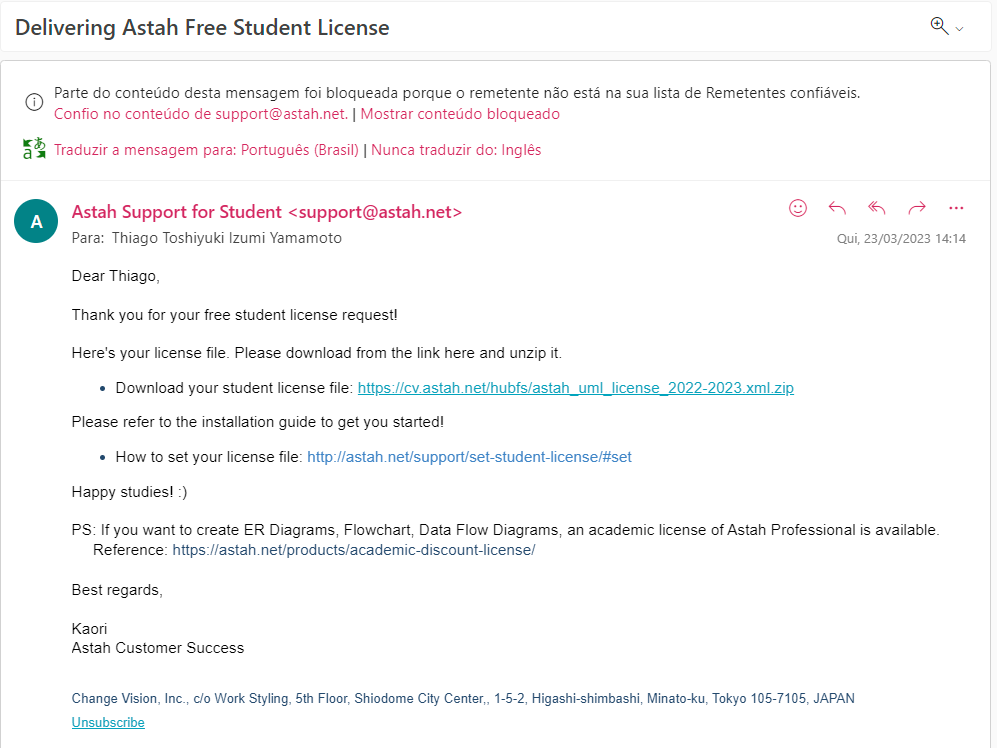 Delivering Astah Free Student License
Parte do conteúdo desta mensagem foi bloqueada porque o remetente não está na sua lista de Remetentes confiáveis.
Confio no conteúdo de support@astah.net. | Mostrar conteúdo bloqueado
Traduzir a mensagem para: Português (Brasil) | Nunca traduzir do: Inglês
A
Astah Support for Student <support@astah.net>
Para: Thiago Toshiyuki Izumi Yamamoto
Qui, 23/03/2023 14:14
Dear Thiago,
Thank you for your free student license request!
Here's your license file. Please download from the link here and unzip it.
• Download your student license file: https://cv.astah.net/hubfs/astah_uml_license_2022-2023.xml.zip
Please refer to the installation guide to get you started!
• How to set your license file: http://astah.net/support/set-student-license/#set
Happy studies! :)
PS: If you want to create ER Diagrams, Flowchart, Data Flow Diagrams, an academic license of Astah Professional is available.
Reference: https://astah.net/products/academic-discount-license/
Best regards,
Kaori
Astah Customer Success
Change Vision, Inc., c/o Work Styling, 5th Floor, Shiodome City Center,, 1-5-2, Higashi-shimbashi, Minato-ku, Tokyo 105-7105, JAPAN
Unsubscribe